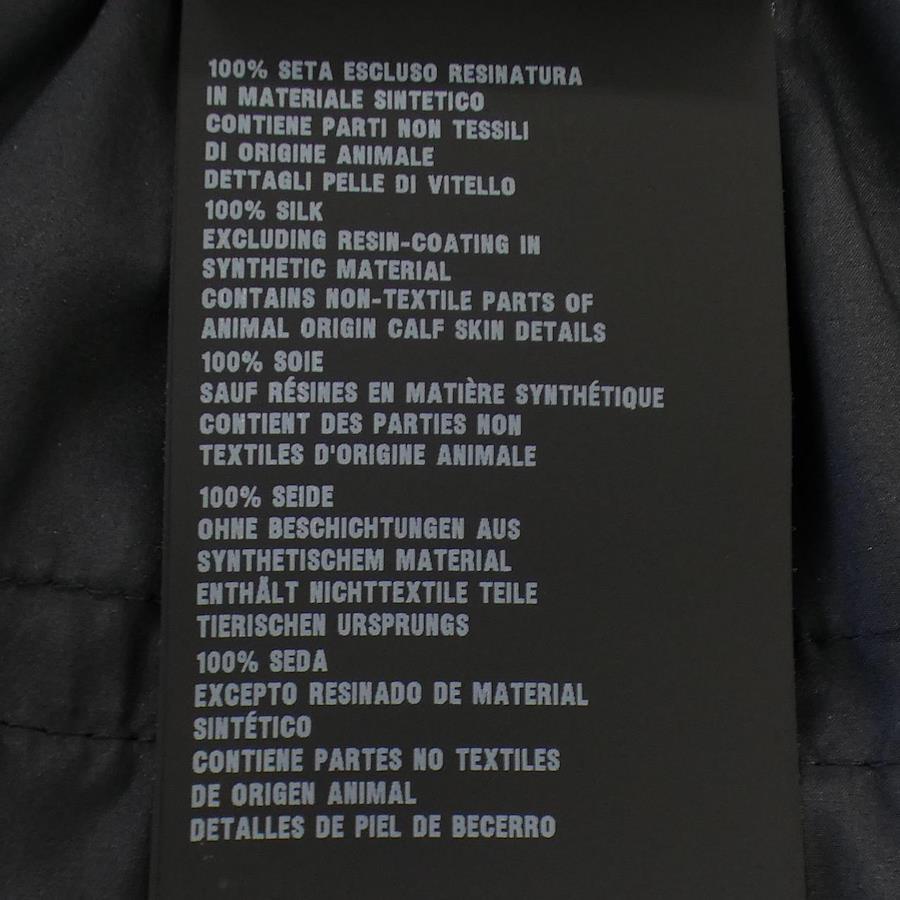 100% SETA ESCLUSO RESINATURA
IN MATERIALE SINTETICO
CONTIENE PARTI NON TESSILI
DI ORIGINE ANIMALE
DETTAGLI PELLE DI VITELLO
100% SILK
EXCLUDING RESIN-COATING IN
SYNTHETIC MATERIAL
CONTAINS NON-TEXTILE PARTS OF
ANIMAL ORIGIN CALF SKIN DETAILS
100% SOIE
SAUF RÉSINES EN MATIÈRE SYNTHÉTIQUE
CONTIENT DES PARTIES NON
TEXTILES D'ORIGINE ANIMALE
100% SEIDE
OHNE BESCHICHTUNGEN AUS
SYNTHETISCHEM MATERIAL
ENTHÄLT NICHTTEXTILE TEILE
TIERISCHEN URSPRUNGS
100% SEDA
EXCEPTO RESINADO DE MATERIAL
SINTÉTICO
CONTIENE PARTES NO TEXTILES
DE ORIGEN ANIMAL
DETALLES DE PIEL DE BECERRO